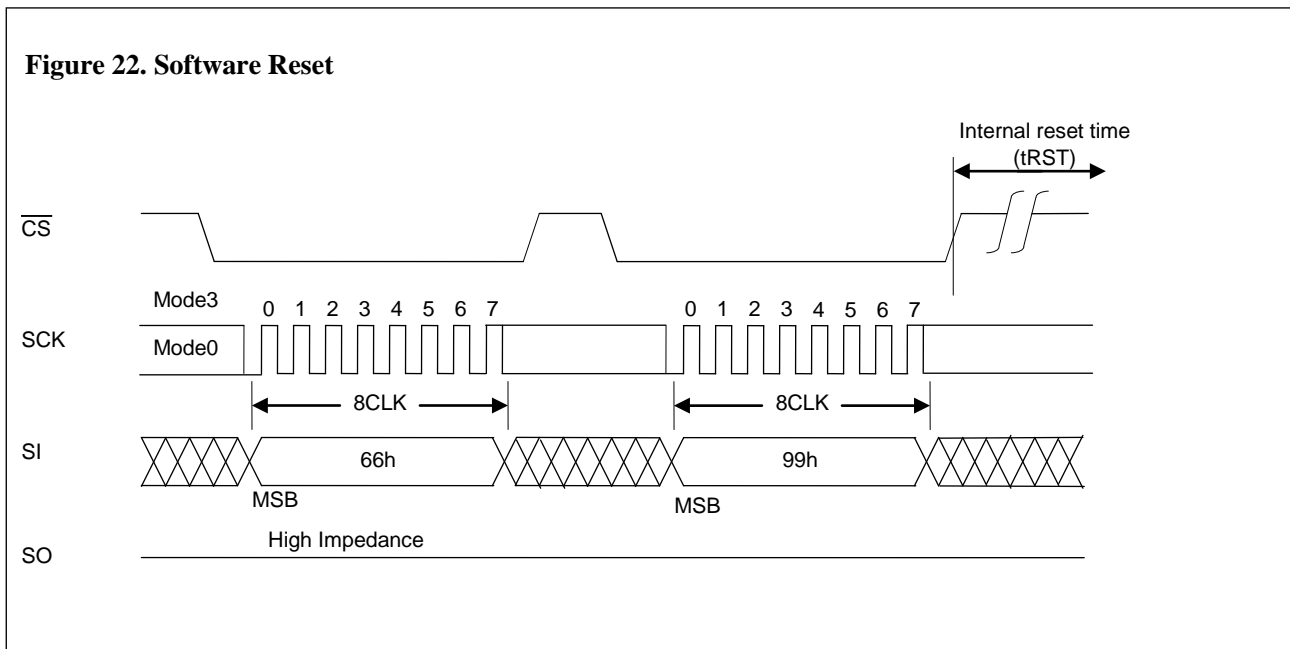 Figure 22. Software Reset
Internal reset time
(tRST)
CS
Mode3
0 1 2 3 4 5 6 7
0 1 2 3 4 5 6 7
SCK
Mode0
8CLK
8CLK
SI
66h
99h
MSB
MSB
High Impedance
SO